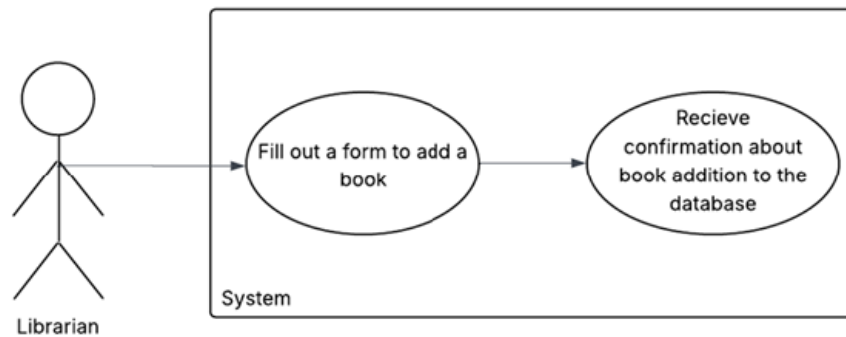 Fill out a form to add a
book
Recieve
confirmation about
book addition to the
database
System
Librarian